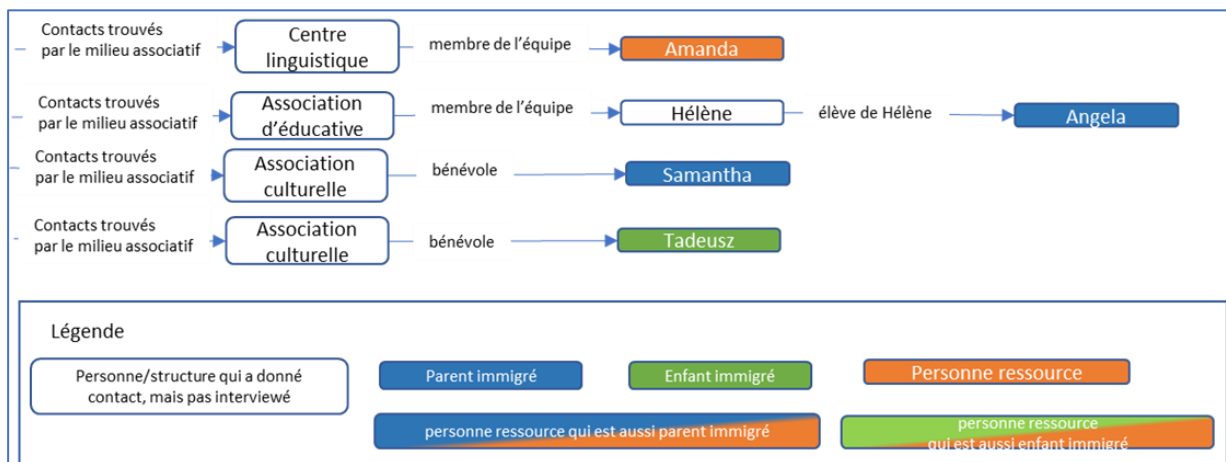 Contacts trouvés
par le milieu associatif
Centre
linguistique
membre de l'équipe
Amanda
Contacts trouvés
par le milieu associatif
Association
d'éducative
membre de l'équipe
Hélène
élève de Hélène
Angela
Contacts trouvés
par le milieu associatif
Association
culturelle
bénévole
Samantha
Contacts trouvés
par le milieu associatif
Association
culturelle
bénévole
Tadeusz
Légende
Personne/structure qui a donné
contact, mais pas interviewé
Parent immigré
Enfant immigré
Personne ressource
personne ressource qui est aussi parent immigré
personne ressource
qui est aussi enfant immigré